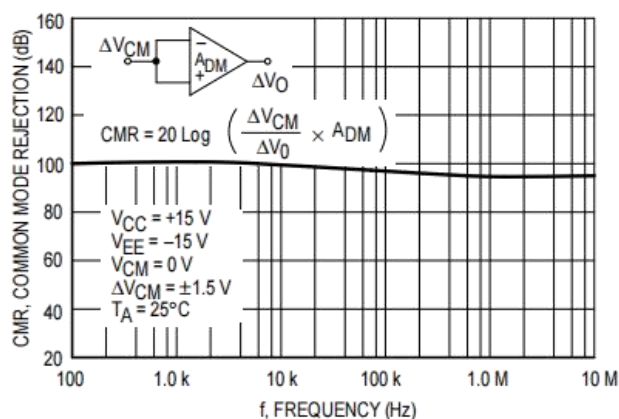 160
140
120
100
80
60
40
20
CMR, COMMON MODE REJECTION (dB)
ΔVCM
−
ADM
+
ΔVO
CMR = 20 Log ( ΔVCM / ΔV0 × ADM )
VCC = +15 V
VEE = −15 V
VCM = 0 V
ΔVCM = ±1.5 V
TA = 25°C
100 1.0 k 10 k 100 k 1.0 M 10 M
f, FREQUENCY (Hz)